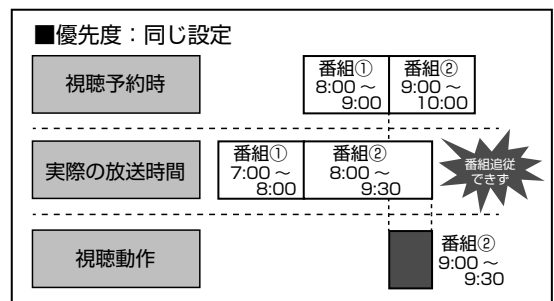 ■優先度：同じ設定
視聴予約時
番組①
8:00～
9:00
番組②
9:00～
10:00
実際の放送時間
番組①
7:00～
8:00
番組②
8:00～
9:30
番組追従
できず
視聴動作
番組②
9:00～
9:30